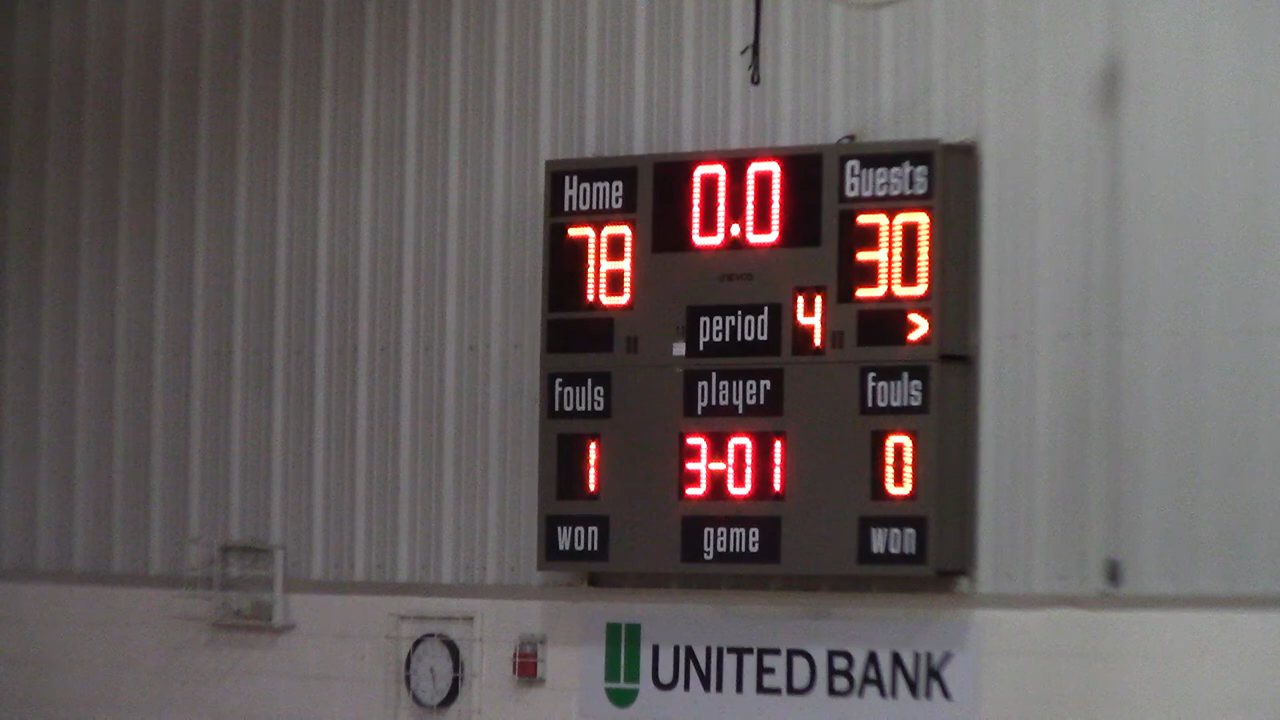 Home 0.0 Guests
78 30
period 4 >
fouls player fouls
1 3-01 0
won game won
UNITED BANK